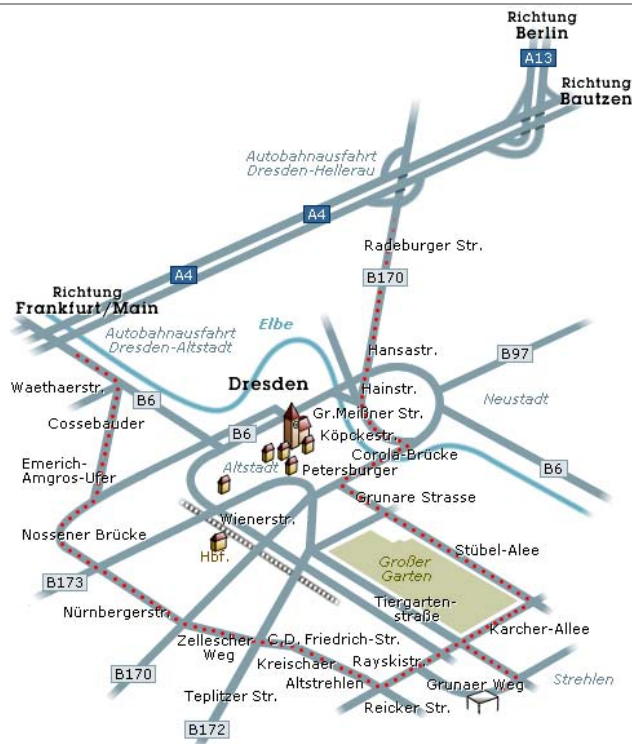 Richtung
Berlin
A13
Richtung
Bautzen
Autobahnausfahrt
Dresden-Hellerau
A4
Radeburger Str.
A4
B170
Richtung
Frankfurt/Main
Autobahnausfahrt
Dresden-Altstadt
Elbe
Hansastr.
B97
Waethaerstr.
Dresden
Hainstr.
B6
Neustadt
Gr.Meißner Str.
Cossebauder
B6
Köpckestr.
Corola-Brücke
Emerich-
Amgros-Ufer
Altstadt
Petersburger
B6
Grunare Strasse
Wienerstr.
Nossener Brücke
Stübel-Alee
Hbf.
Großer
Garten
B173
Tiergarten-
straße
Nürnbergerstr.
Karcher-Allee
Zellescher
Weg
C.D. Friedrich-Str.
Kreischaer
Rayskistr.
B170
Altstrehlen
Grunaer Weg
Strehlen
Teplitzer Str.
Reicker Str.
B172